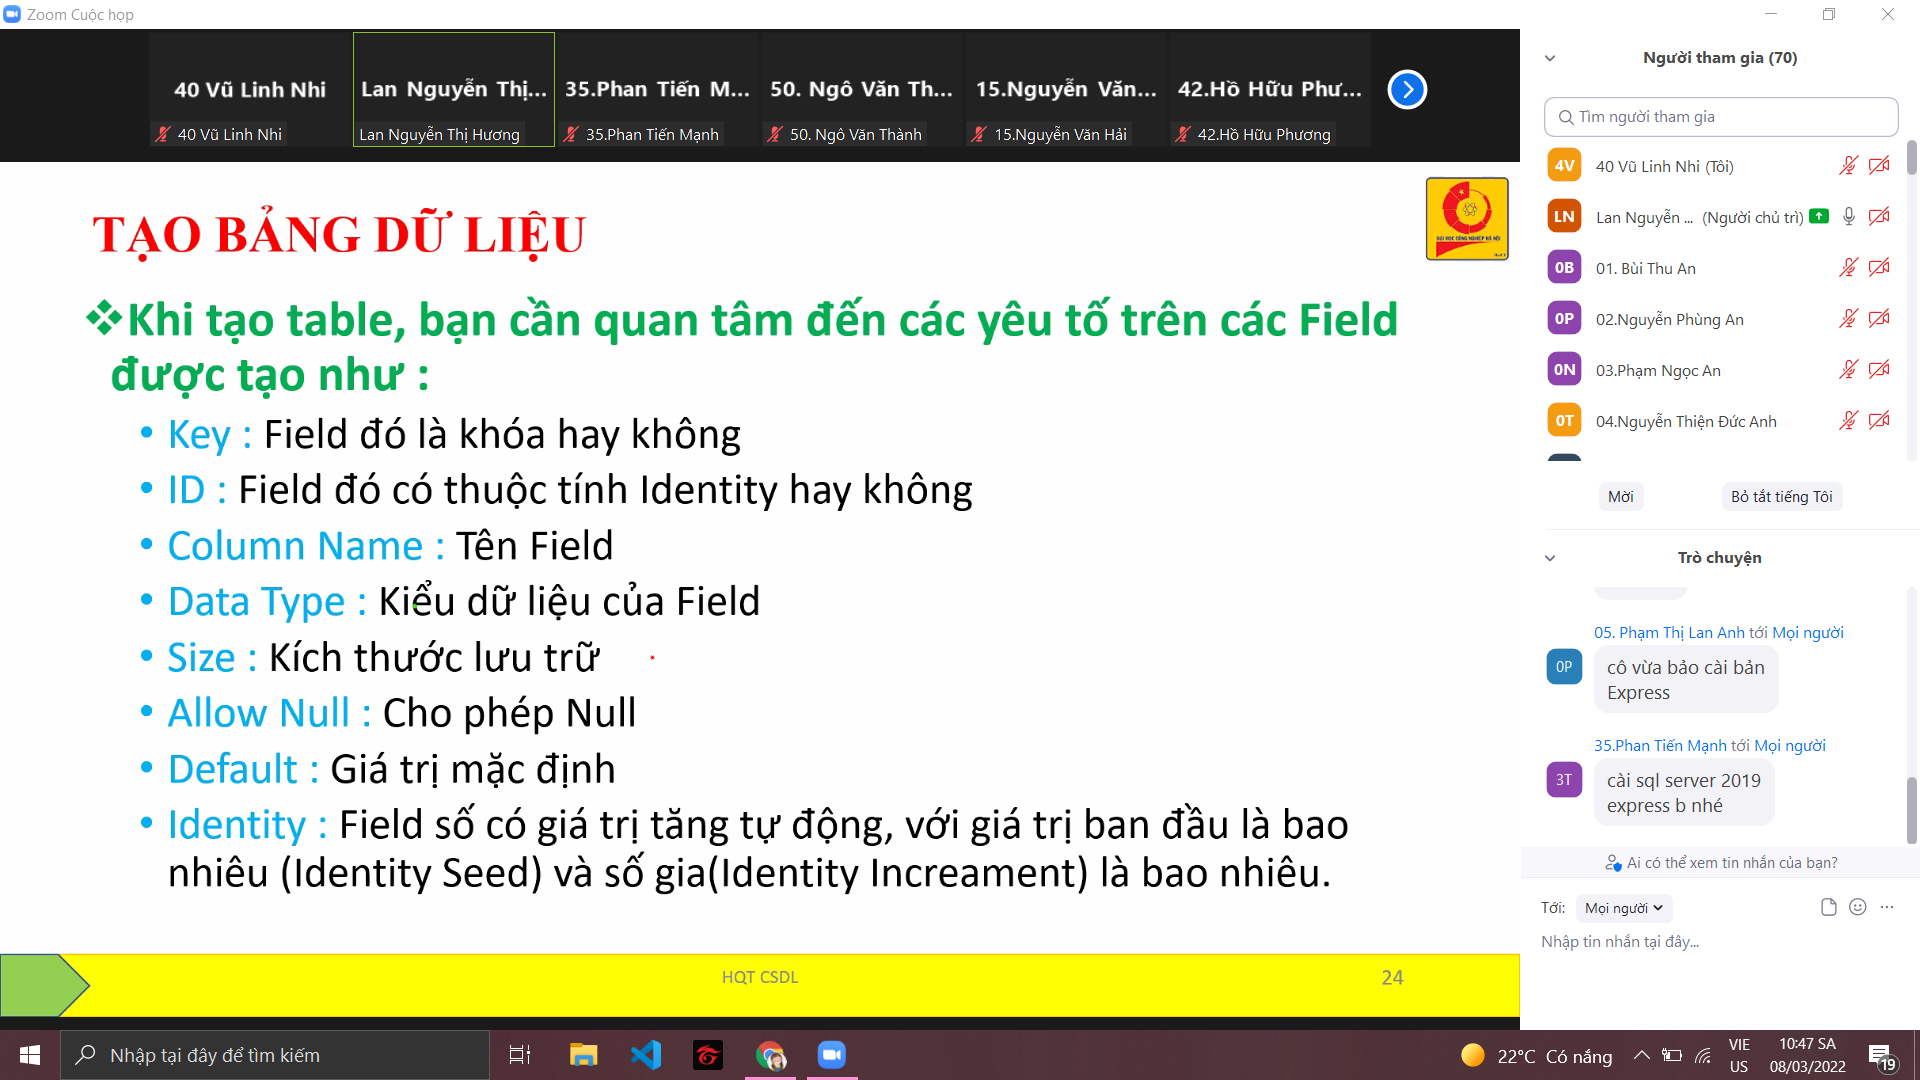 Zoom Cuộc họp
40 Vũ Linh Nhi
Lan Nguyễn Thị...
35.Phan Tiến M...
50. Ngô Văn Th...
15.Nguyễn Văn...
42.Hồ Hữu Phư...
40 Vũ Linh Nhi
Lan Nguyễn Thị Hương
35.Phan Tiến Mạnh
50. Ngô Văn Thành
15.Nguyễn Văn Hải
42.Hồ Hữu Phương
TẠO BẢNG DỮ LIỆU
ĐẠI HỌC CÔNG NGHIỆP HÀ NỘI
❖Khi tạo table, bạn cần quan tâm đến các yêu tố trên các Field
được tạo như :
• Key : Field đó là khóa hay không
• ID : Field đó có thuộc tính Identity hay không
• Column Name : Tên Field
• Data Type : Kiểu dữ liệu của Field
• Size : Kích thước lưu trữ
• Allow Null : Cho phép Null
• Default : Giá trị mặc định
• Identity : Field số có giá trị tăng tự động, với giá trị ban đầu là bao
nhiêu (Identity Seed) và số gia(Identity Increament) là bao nhiêu.
HQT CSDL
24
Người tham gia (70)
Tìm người tham gia
4V 40 Vũ Linh Nhi (Tôi)
LN Lan Nguyễn ... (Người chủ trì)
0B 01. Bùi Thu An
0P 02.Nguyễn Phùng An
0N 03.Phạm Ngọc An
0T 04.Nguyễn Thiện Đức Anh
Mời
Bỏ tắt tiếng Tôi
Trò chuyện
05. Phạm Thị Lan Anh tới Mọi người
0P
cô vừa bảo cài bản
Express
35.Phan Tiến Mạnh tới Mọi người
3T
cài sql server 2019
express b nhé
Ai có thể xem tin nhắn của bạn?
Tới: Mọi người
Nhập tin nhắn tại đây...
Nhập tại đây để tìm kiếm
22°C Có nắng
VIE
US
10:47 SA
08/03/2022
19